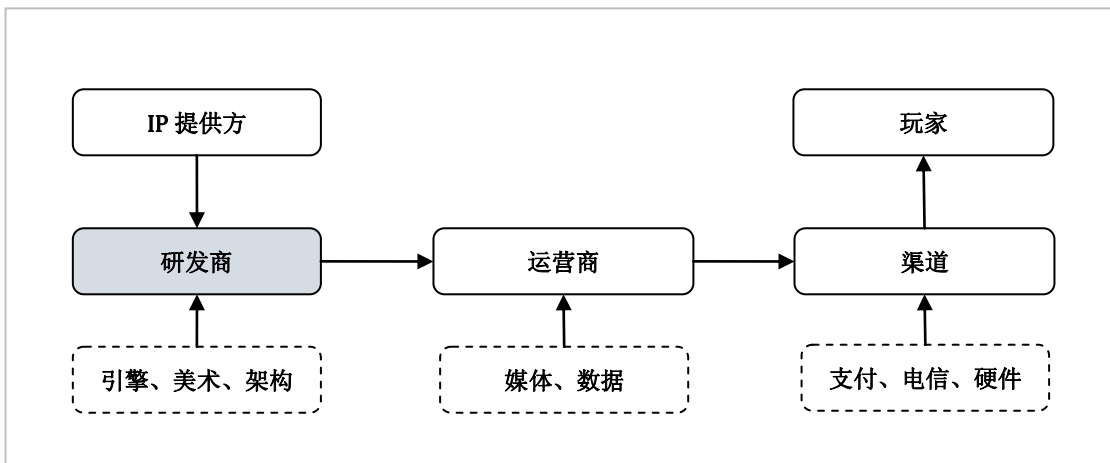 IP 提供方
玩家
研发商
运营商
渠道
引擎、美术、架构
媒体、数据
支付、电信、硬件